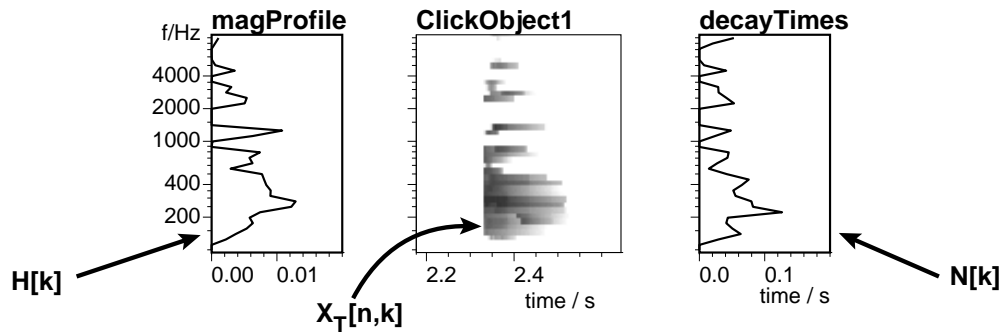 magProfile
ClickObject1
decayTimes
f/Hz
4000
2000
1000
400
200
0.00 0.01
2.2 2.4
0.0 0.1
time / s
time / s
H[k]
X_T[n,k]
N[k]